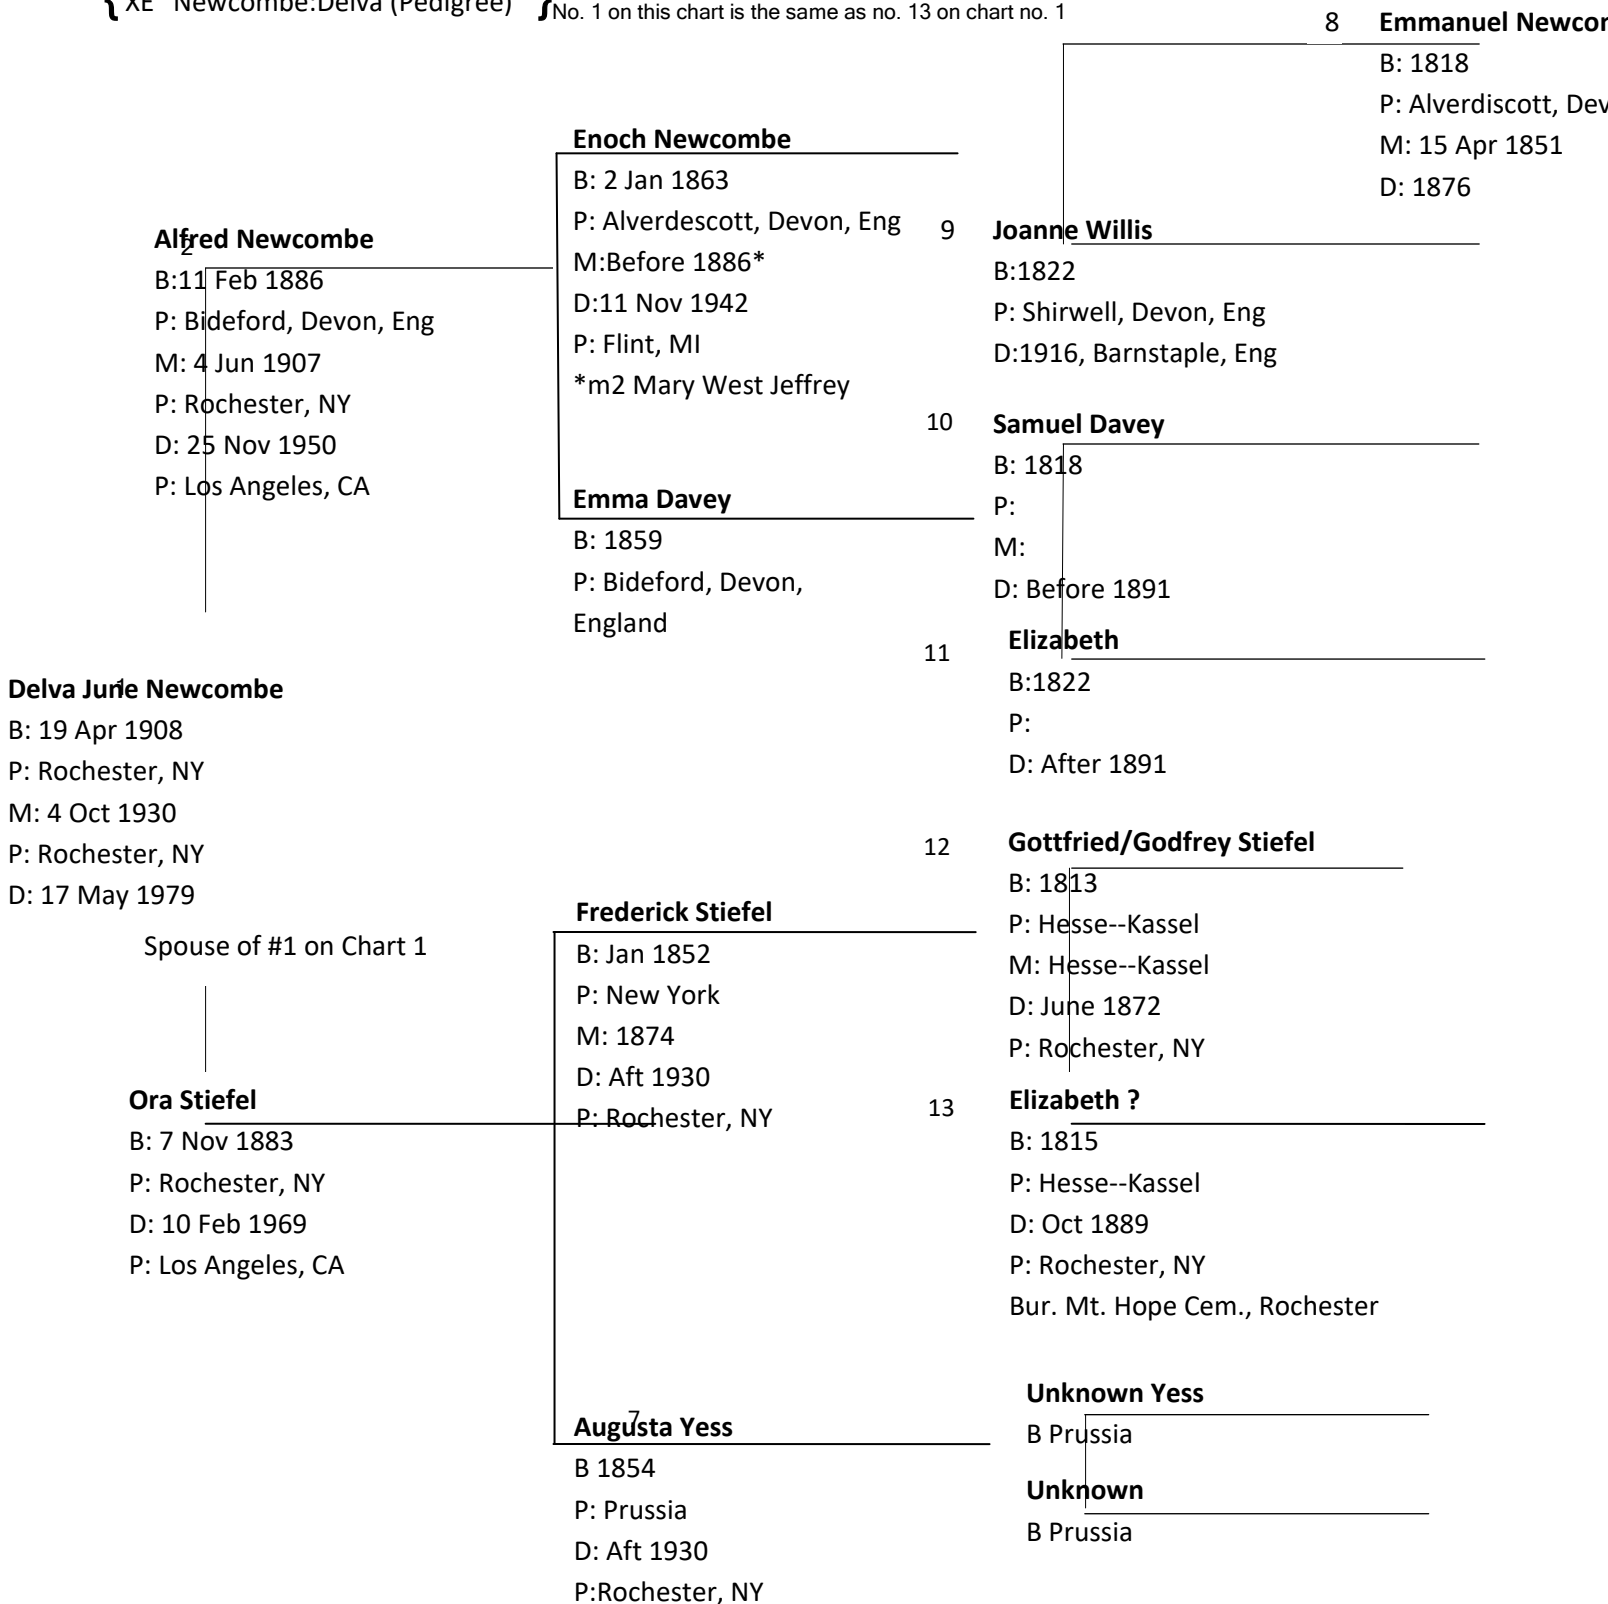 { XE "Newcombe:Delva (Pedigree)" }
No. 1 on this chart is the same as no. 13 on chart no. 1
8
Emmanuel
B: 1818
P: Alverdiscott,
M: 15 Apr 1851
D: 1876
Enoch Newcombe
B: 2 Jan 1863
P: Alverdescott, Devon, Eng
M:Before 1886*
D:11 Nov 1942
P: Flint, MI
*m2 Mary West Jeffrey
9
Joanne Willis
B:1822
P: Shirwell, Devon, Eng
D:1916, Barnstaple, Eng
2
Alfred Newcombe
B:11 Feb 1886
P: Bideford, Devon, Eng
M: 4 Jun 1907
P: Rochester, NY
D: 25 Nov 1950
P: Los Angeles, CA
10
Samuel Davey
B: 1818
P:
M:
D: Before 1891
Emma Davey
B: 1859
P: Bideford, Devon,
England
11
Elizabeth
B:1822
P:
D: After 1891
1
Delva June Newcombe
B: 19 Apr 1908
P: Rochester, NY
M: 4 Oct 1930
P: Rochester, NY
D: 17 May 1979
Spouse of #1 on Chart 1
12
Gottfried/Godfrey Stiefel
B: 1813
P: Hesse--Kassel
M: Hesse--Kassel
D: June 1872
P: Rochester, NY
Frederick Stiefel
B: Jan 1852
P: New York
M: 1874
D: Aft 1930
P: Rochester, NY
Ora Stiefel
B: 7 Nov 1883
P: Rochester, NY
D: 10 Feb 1969
P: Los Angeles, CA
13
Elizabeth ?
B: 1815
P: Hesse--Kassel
D: Oct 1889
P: Rochester, NY
Bur. Mt. Hope Cem., Rochester
7
Augusta Yess
B 1854
P: Prussia
D: Aft 1930
P:Rochester, NY
Unknown Yess
B Prussia
Unknown
B Prussia